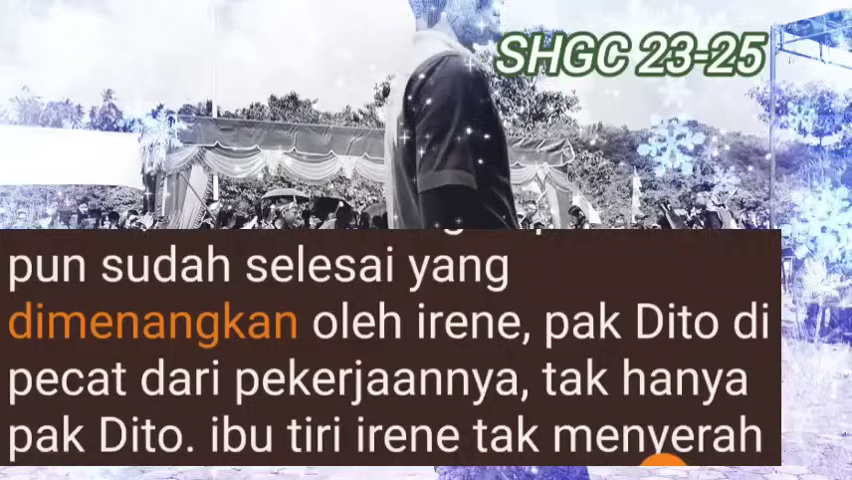 SHGC 23-25
pun sudah selesai yang
dimenangkan oleh irene, pak Dito di
pecat dari pekerjaannya, tak hanya
pak Dito. ibu tiri irene tak menyerah